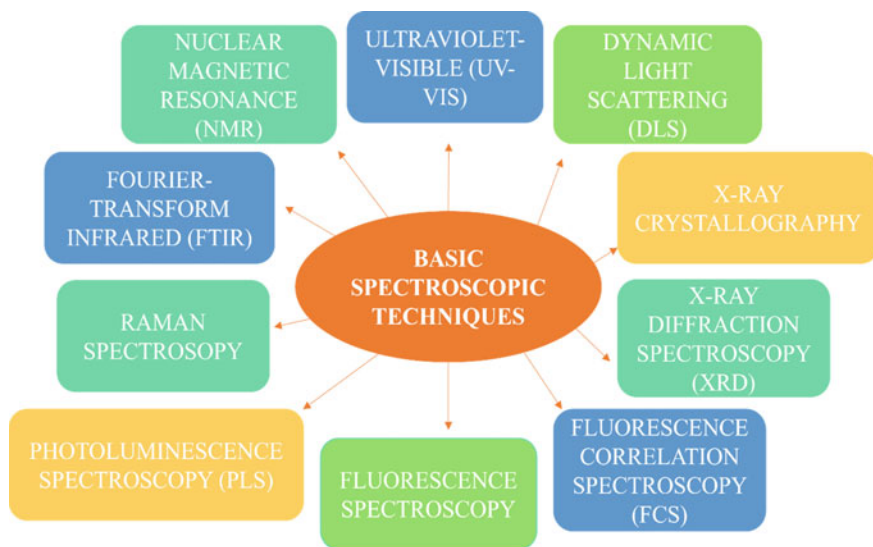 NUCLEAR
MAGNETIC
RESONANCE
(NMR)
ULTRAVIOLET-
VISIBLE (UV-
VIS)
DYNAMIC
LIGHT
SCATTERING
(DLS)
FOURIER-
TRANSFORM
INFRARED (FTIR)
X-RAY
CRYSTALLOGRAPHY
BASIC
SPECTROSCOPIC
TECHNIQUES
RAMAN
SPECTROSOPY
X-RAY
DIFFRACTION
SPECTROSCOPY
(XRD)
PHOTOLUMINESCENCE
SPECTROSCOPY (PLS)
FLUORESCENCE
SPECTROSCOPY
FLUORESCENCE
CORRELATION
SPECTROSCOPY
(FCS)